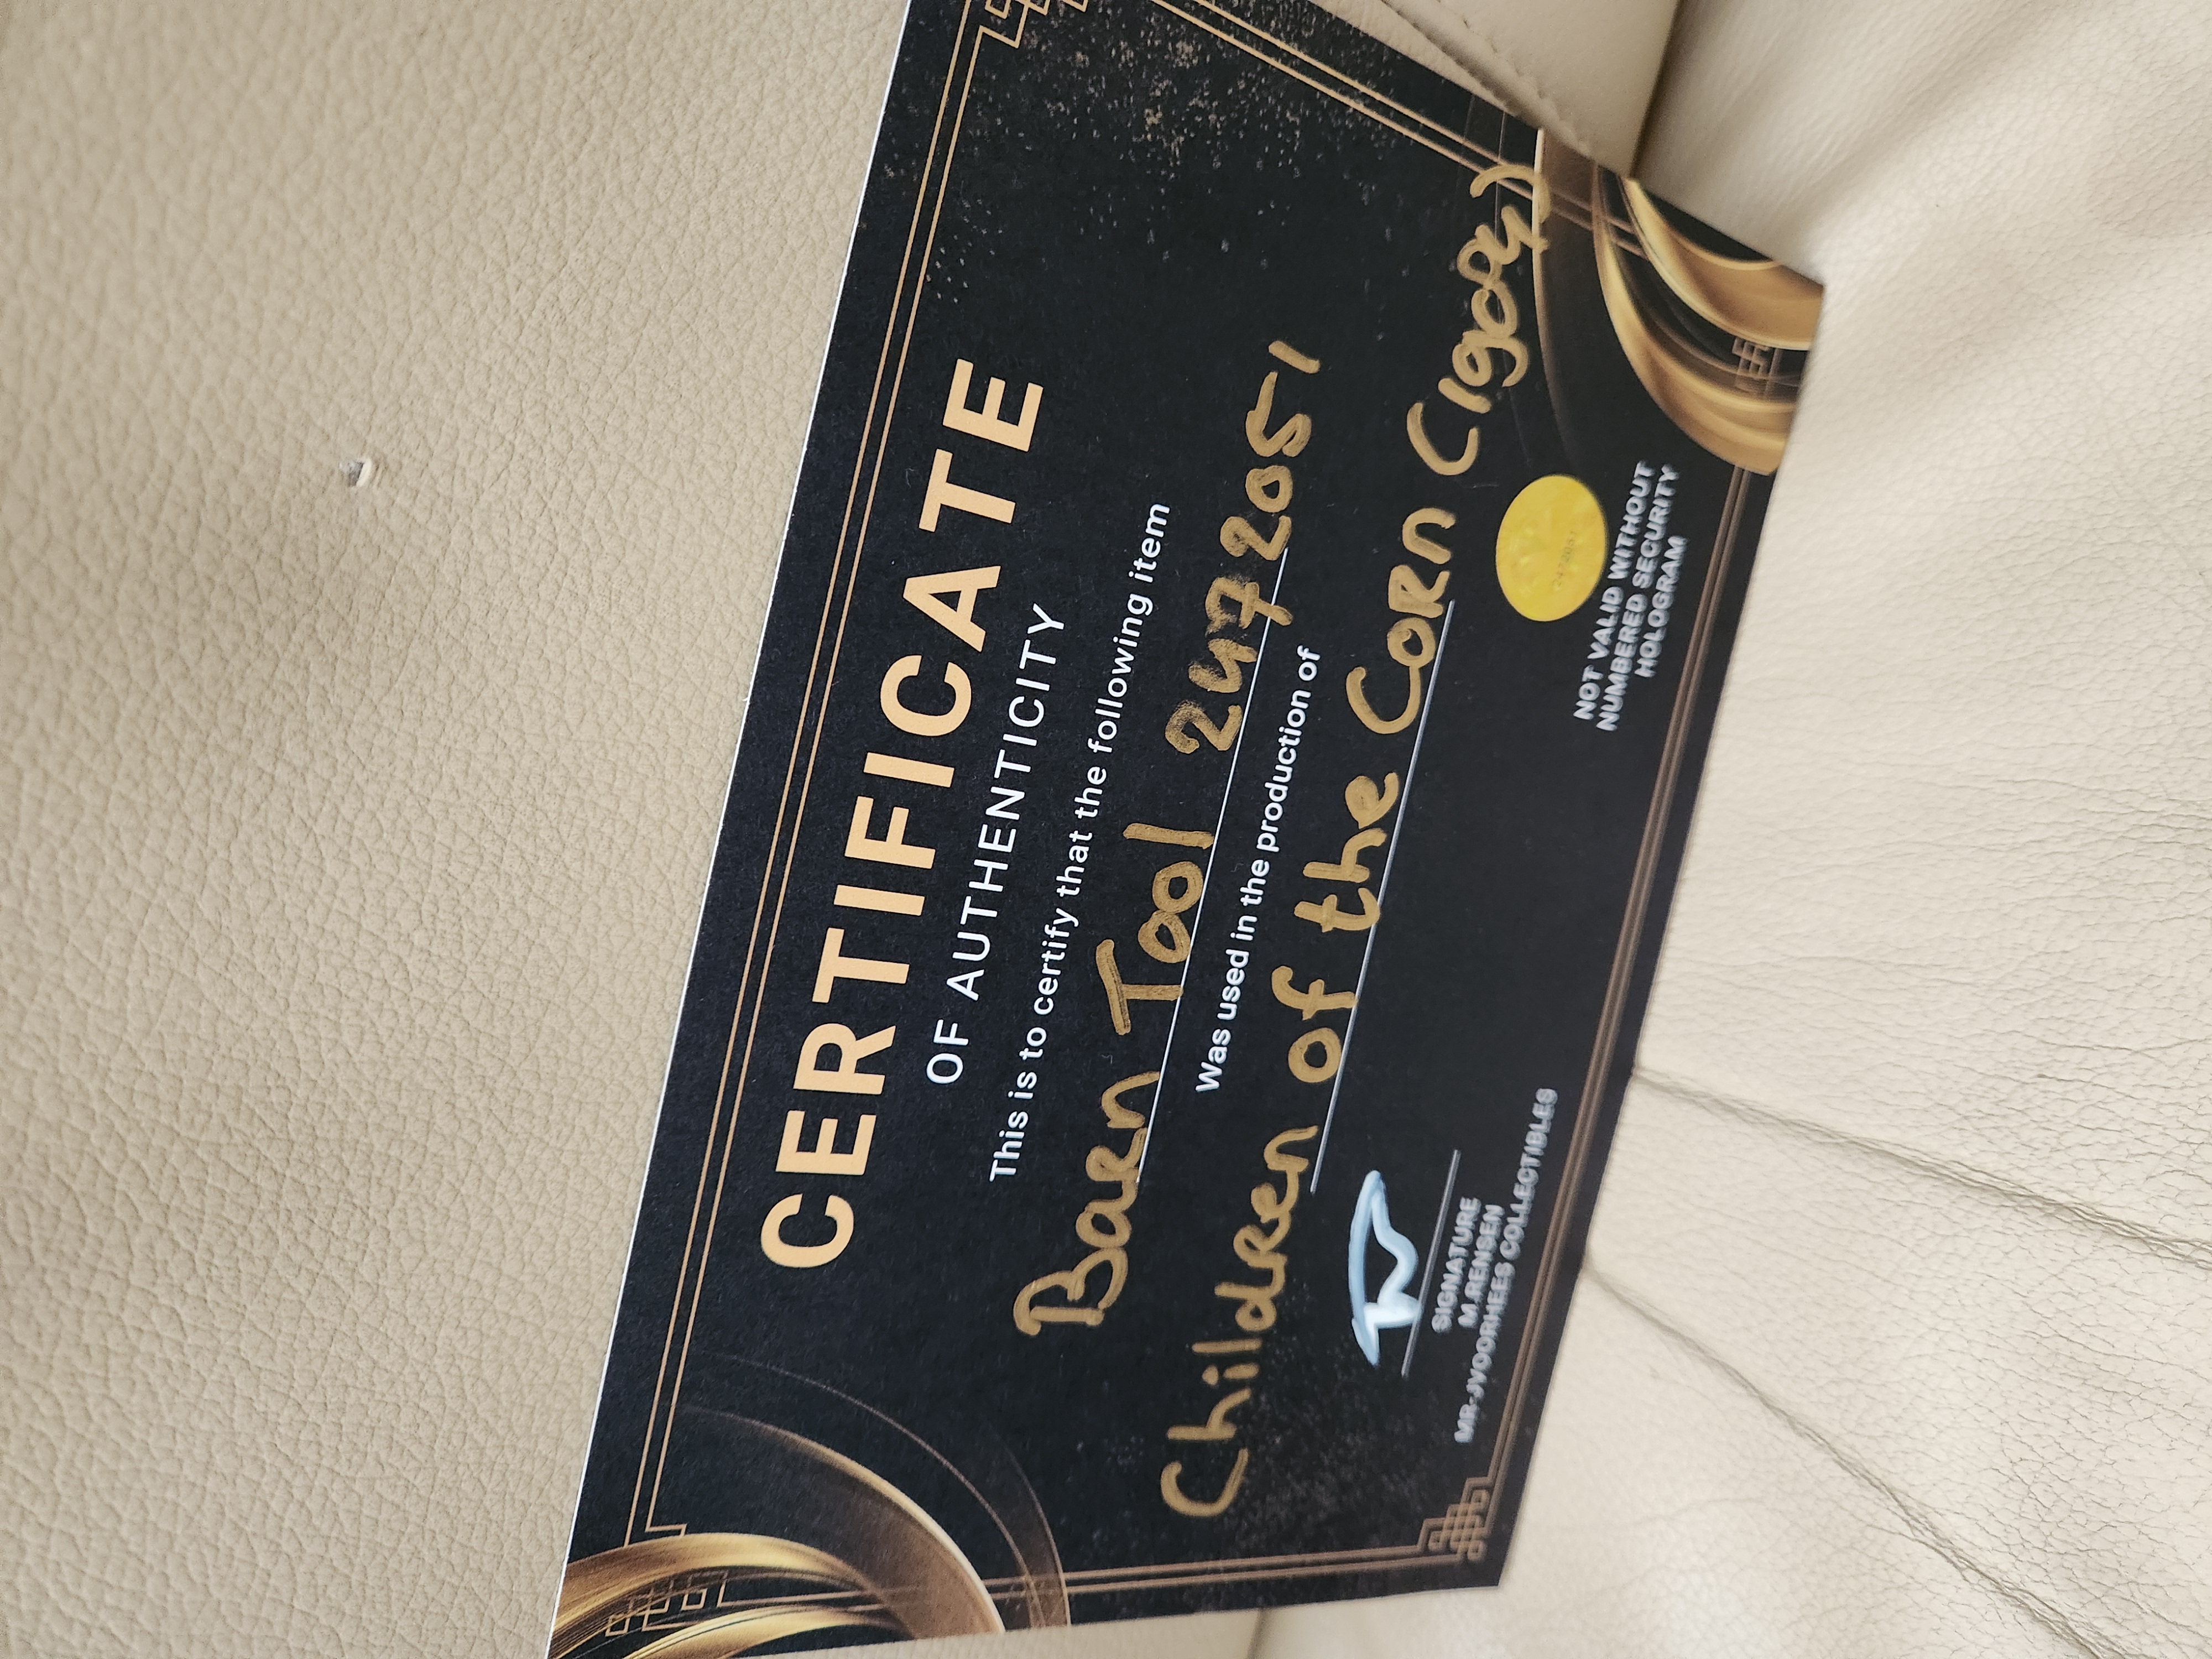 CERTIFICATE
OF AUTHENTICITY
This is to certify that the following item
Barn Tool 2472051
Was used in the production of
Children of the Corn (1984)
SIGNATURE
M.RENSEN
MR-JVOORHEES COLLECTIBLES
2472051
NOT VALID WITHOUT
NUMBERED SECURITY
HOLOGRAM